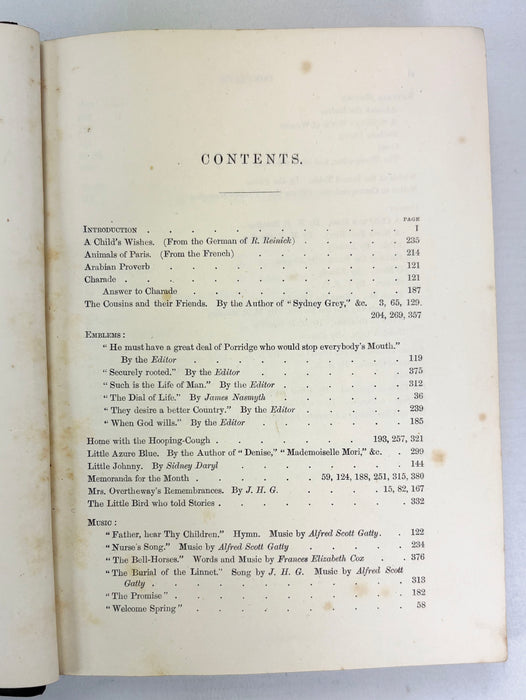 CONTENTS.
PAGE
INTRODUCTION . . . . . . . . . . . 1
A Child's Wishes. (From the German of R. Reinick) . . . . 235
Animals of Paris. (From the French) . . . . . . . 214
Arabian Proverb . . . . . . . . . . 121
Charade . . . . . . . . . . . . 121
Answer to Charade . . . . . . . . . 187
The Cousins and their Friends. By the Author of "Sydney Grey," &c. 3, 65, 129.
204, 269, 357
EMBLEMS:
"He must have a great deal of Porridge who would stop everybody's Mouth."
By the Editor . . . . . . . . . . 119
"Securely rooted." By the Editor . . . . . . . 375
"Such is the Life of Man." By the Editor . . . . . . 312
"The Dial of Life." By James Nasmyth . . . . . . 36
"They desire a better Country." By the Editor . . . . . 239
"When God wills." By the Editor . . . . . . . 185
Home with the Hooping-Cough . . . . . . 193, 257, 321
Little Azure Blue. By the Author of "Denise," "Mademoiselle Mori," &c. . . 299
Little Johnny. By Sidney Daryl . . . . . . . . 144
Memoranda for the Month . . . . . 59, 124, 188, 251, 315, 380
Mrs. Overtheway's Remembrances. By J. H. G. . . . . 15, 82, 167
The Little Bird who told Stories . . . . . . . . 332
MUSIC:
"Father, hear Thy Children." Hymn. Music by Alfred Scott Gatty. . 122
"Nurse's Song." Music by Alfred Scott Gatty . . . . . 234
"The Bell-Horses." Words and Music by Frances Elizabeth Cox . . 376
"The Burial of the Linnet." Song by J. H. G. Music by Alfred Scott
Gatty . . . . . . . . . . . 313
"The Promise" . . . . . . . . . . 182
"Welcome Spring" . . . . . . . . . 58